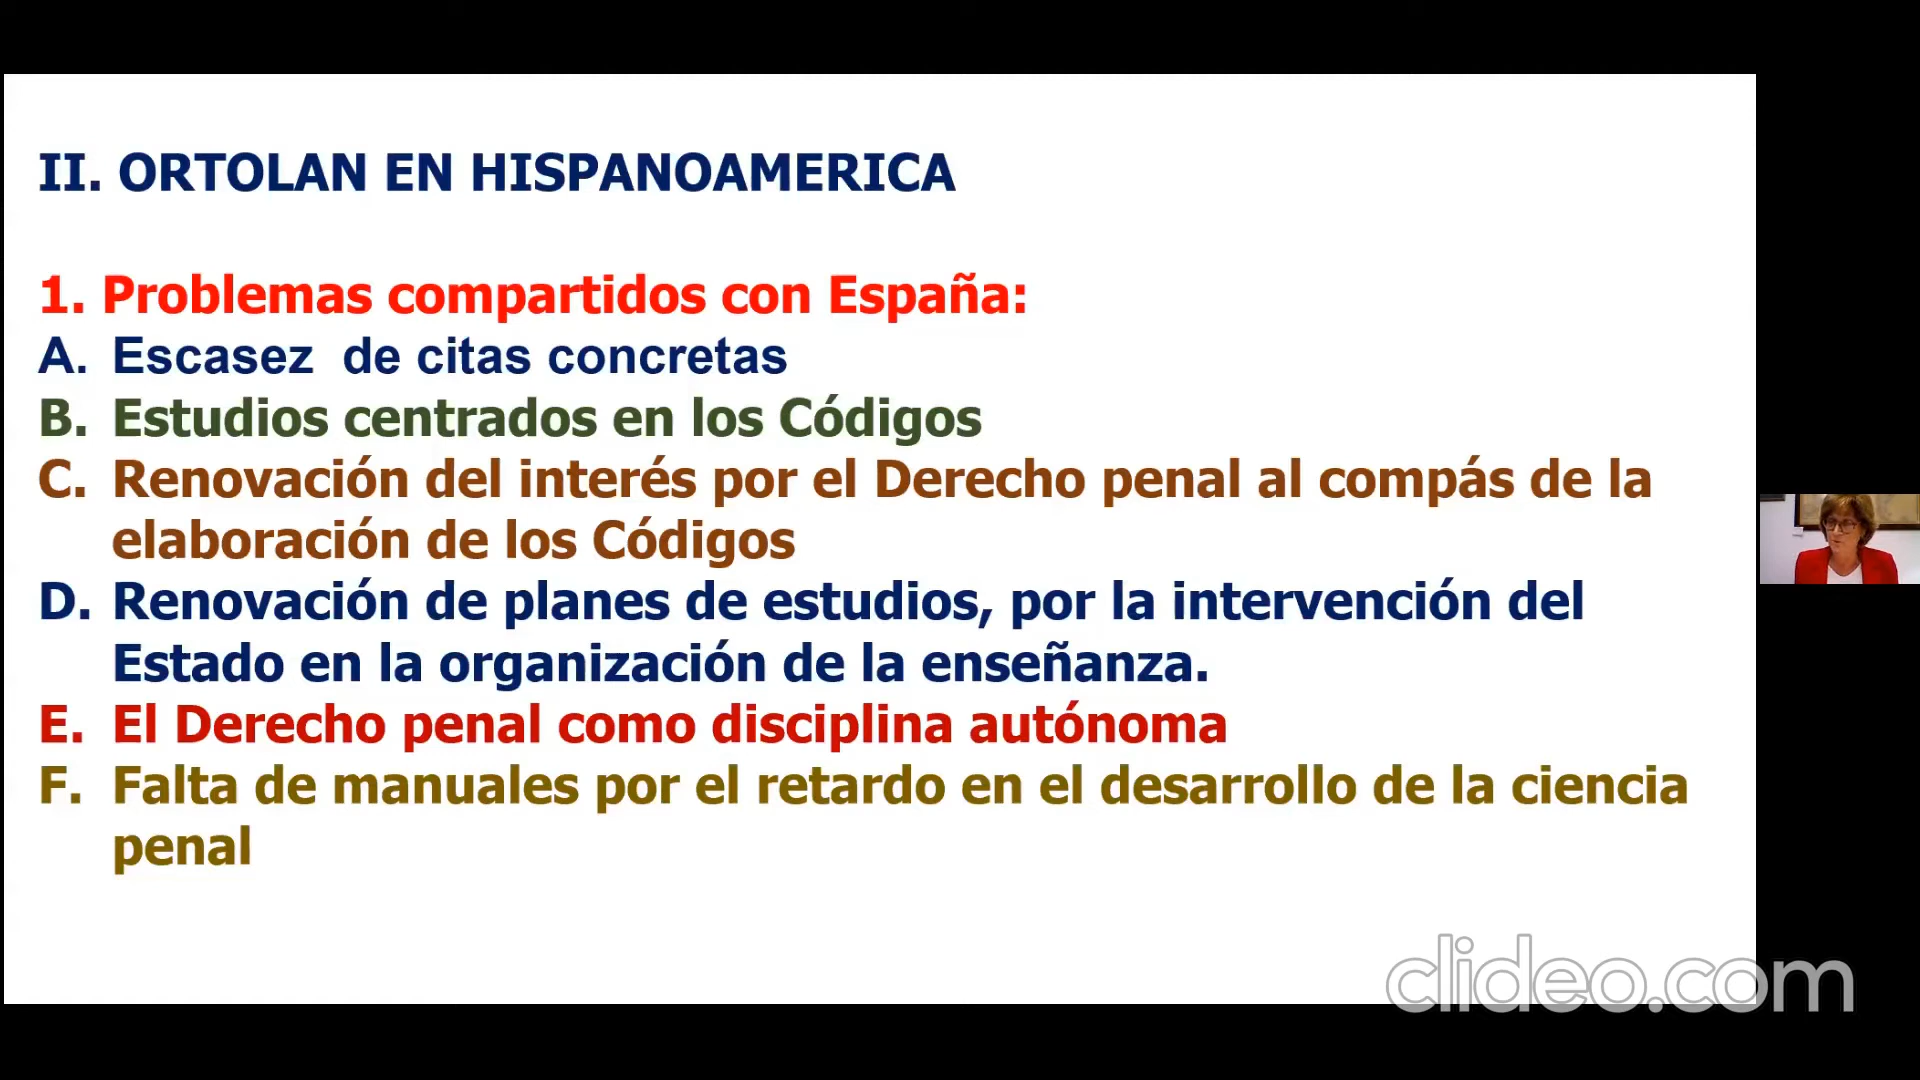 II. ORTOLAN EN HISPANOAMERICA
1. Problemas compartidos con España:
A. Escasez de citas concretas
B. Estudios centrados en los Códigos
C. Renovación del interés por el Derecho penal al compás de la
elaboración de los Códigos
D. Renovación de planes de estudios, por la intervención del
Estado en la organización de la enseñanza.
E. El Derecho penal como disciplina autónoma
F. Falta de manuales por el retardo en el desarrollo de la ciencia
penal
clideo.com